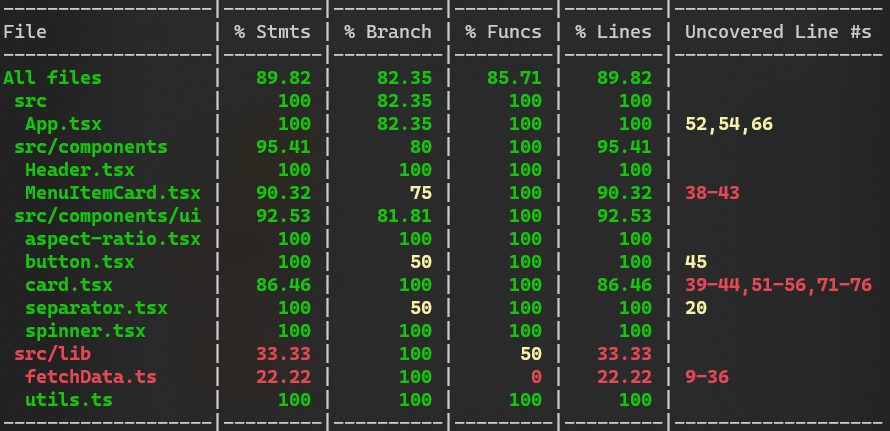 File | % Stmts | % Branch | % Funcs | % Lines | Uncovered Line #s
All files | 89.82 | 82.35 | 85.71 | 89.82 |
src | 100 | 82.35 | 100 | 100 |
App.tsx | 100 | 82.35 | 100 | 100 | 52,54,66
src/components | 95.41 | 80 | 100 | 95.41 |
Header.tsx | 100 | 100 | 100 | 100 |
MenuItemCard.tsx | 90.32 | 75 | 100 | 90.32 | 38-43
src/components/ui | 92.53 | 81.81 | 100 | 92.53 |
aspect-ratio.tsx | 100 | 100 | 100 | 100 |
button.tsx | 100 | 50 | 100 | 100 | 45
card.tsx | 86.46 | 100 | 100 | 86.46 | 39-44,51-56,71-76
separator.tsx | 100 | 50 | 100 | 100 | 20
spinner.tsx | 100 | 100 | 100 | 100 |
src/lib | 33.33 | 100 | 50 | 33.33 |
fetchData.ts | 22.22 | 100 | 0 | 22.22 | 9-36
utils.ts | 100 | 100 | 100 | 100 |